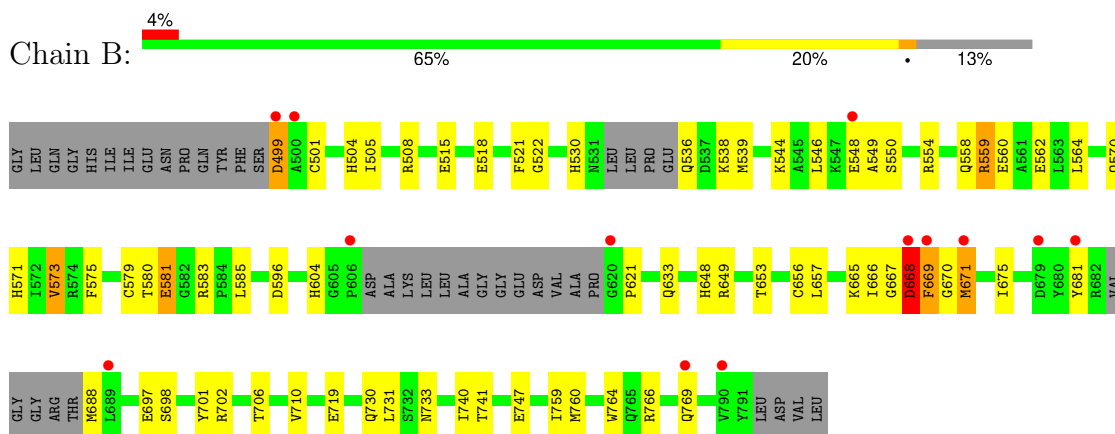 4%
Chain B:
65% 20% • 13%
GLY LEU GLN GLY HIS ILE ILE GLU ASN PRO GLN TYR PHE SER D499 A500 C501 H504 I505 R508 E515 E518 F521 G522 H530 N531 LEU LEU PRO GLU Q536 D537 K538 M539 K544 A545 L546 K547 E548 A549 S550 R554 Q558 R559 E560 A561 E562 L563 L564 Q570
H571 I572 V573 R574 F575 C579 T580 E581 G582 R583 P584 L585 D596 H604 G605 P606 ASP ALA LYS LEU LEU ALA GLY GLY GLU ASP VAL ALA PRO G620 P621 Q633 H648 R649 T653 C656 L657 K665 I666 G667 D668 F669 G670 M671 I675 D679 Y680 Y681 R682 VAL
GLY GLY ARG THR M688 L689 E697 S698 Y701 R702 T706 V710 E719 Q730 L731 S732 N733 I740 T741 E747 I759 M760 W764 Q765 R766 Q769 V790 Y791 LEU ASP VAL LEU